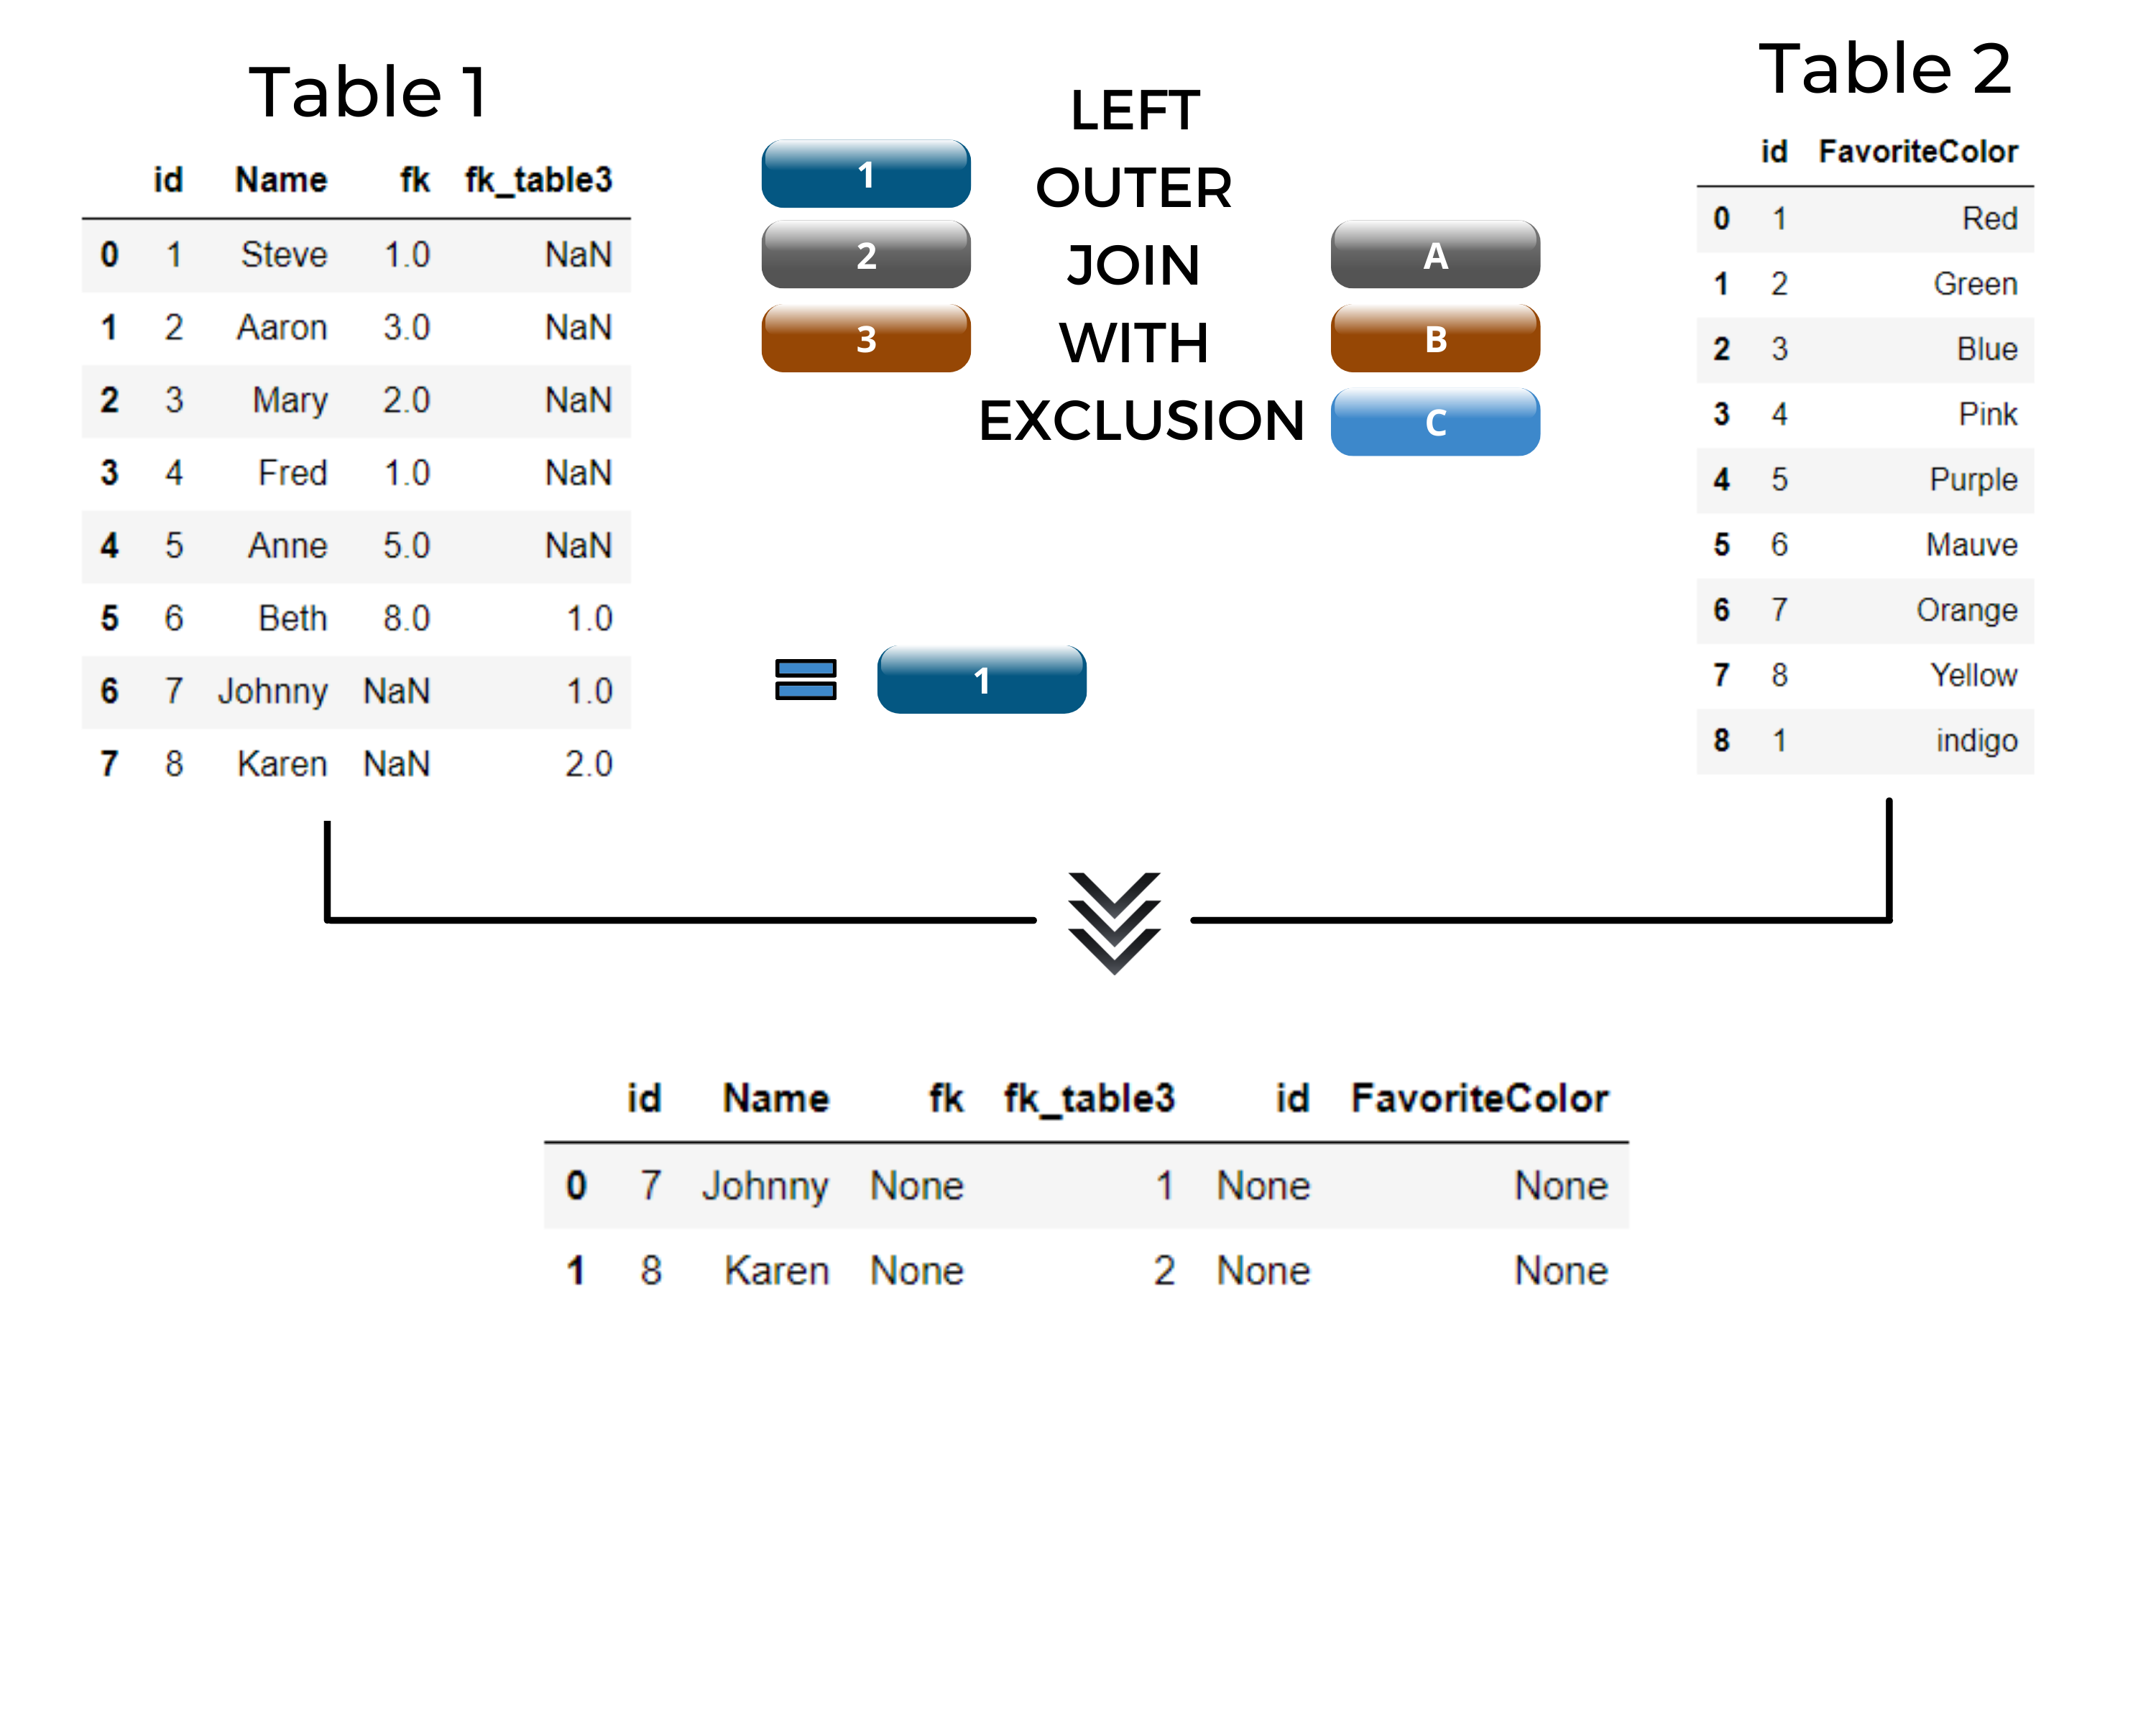 Table 1
id Name fk fk_table3
0 1 Steve 1.0 NaN
1 2 Aaron 3.0 NaN
2 3 Mary 2.0 NaN
3 4 Fred 1.0 NaN
4 5 Anne 5.0 NaN
5 6 Beth 8.0 1.0
6 7 Johnny NaN 1.0
7 8 Karen NaN 2.0
1
2
3
LEFT
OUTER
JOIN
WITH
EXCLUSION
A
B
C
1
Table 2
id FavoriteColor
0 1 Red
1 2 Green
2 3 Blue
3 4 Pink
4 5 Purple
5 6 Mauve
6 7 Orange
7 8 Yellow
8 1 indigo
id Name fk fk_table3 id FavoriteColor
0 7 Johnny None 1 None None
1 8 Karen None 2 None None